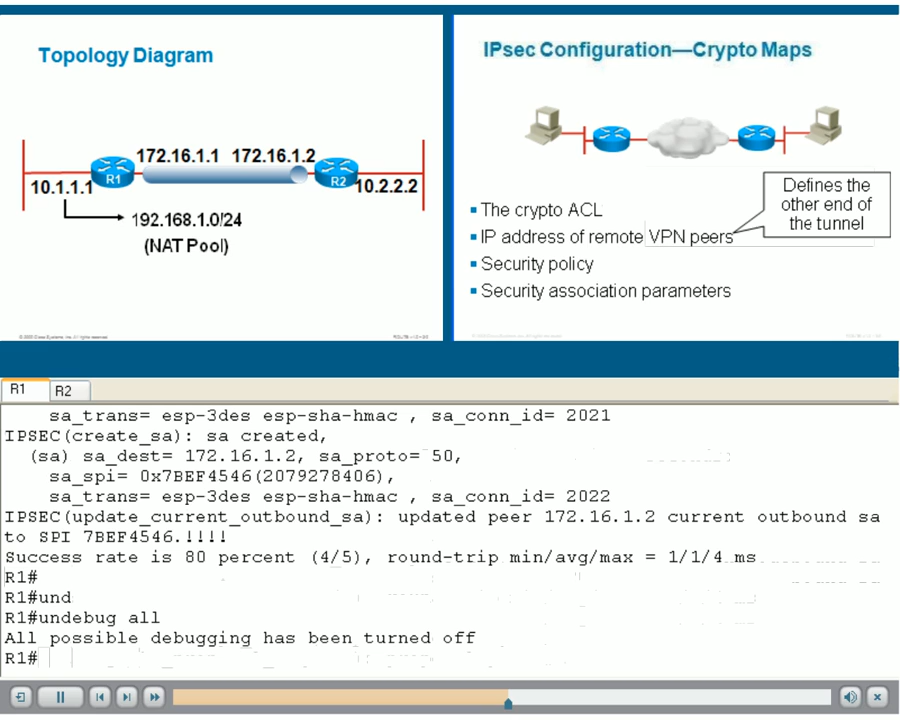 Topology Diagram
172.16.1.1 172.16.1.2
R1
R2
10.1.1.1
10.2.2.2
192.168.1.0/24
(NAT Pool)
IPsec Configuration—Crypto Maps
Defines the
other end of
the tunnel
The crypto ACL
IP address of remote VPN peers
Security policy
Security association parameters
R1 R2
sa_trans= esp-3des esp-sha-hmac , sa_conn_id= 2021
IPSEC(create_sa): sa created,
(sa) sa_dest= 172.16.1.2, sa_proto= 50,
sa_spi= 0x7BEF4546(2079278406),
sa_trans= esp-3des esp-sha-hmac , sa_conn_id= 2022
IPSEC(update_current_outbound_sa): updated peer 172.16.1.2 current outbound sa
to SPI 7BEF4546.!!!!
Success rate is 80 percent (4/5), round-trip min/avg/max = 1/1/4 ms
R1#
R1#und
R1#undebug all
All possible debugging has been turned off
R1#